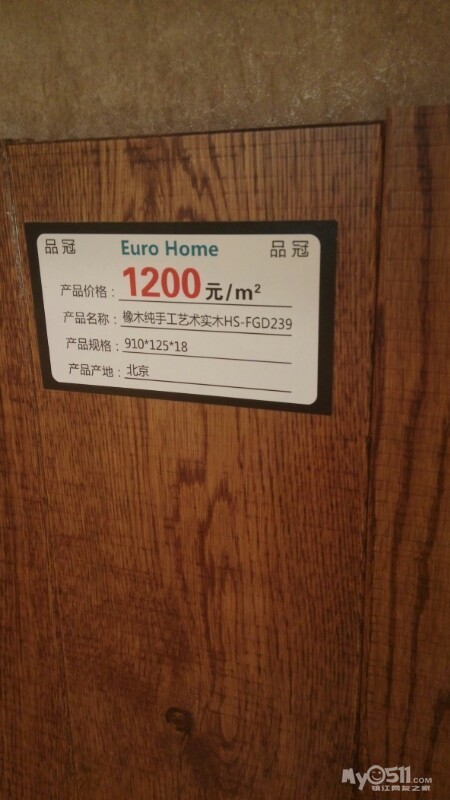 品冠 Euro Home 品冠
产品价格：1200元/m²
产品名称：橡木纯手工艺术实木HS-FGD239
产品规格：910*125*18
产品产地：北京
MyO511.COM
镇江网友之家